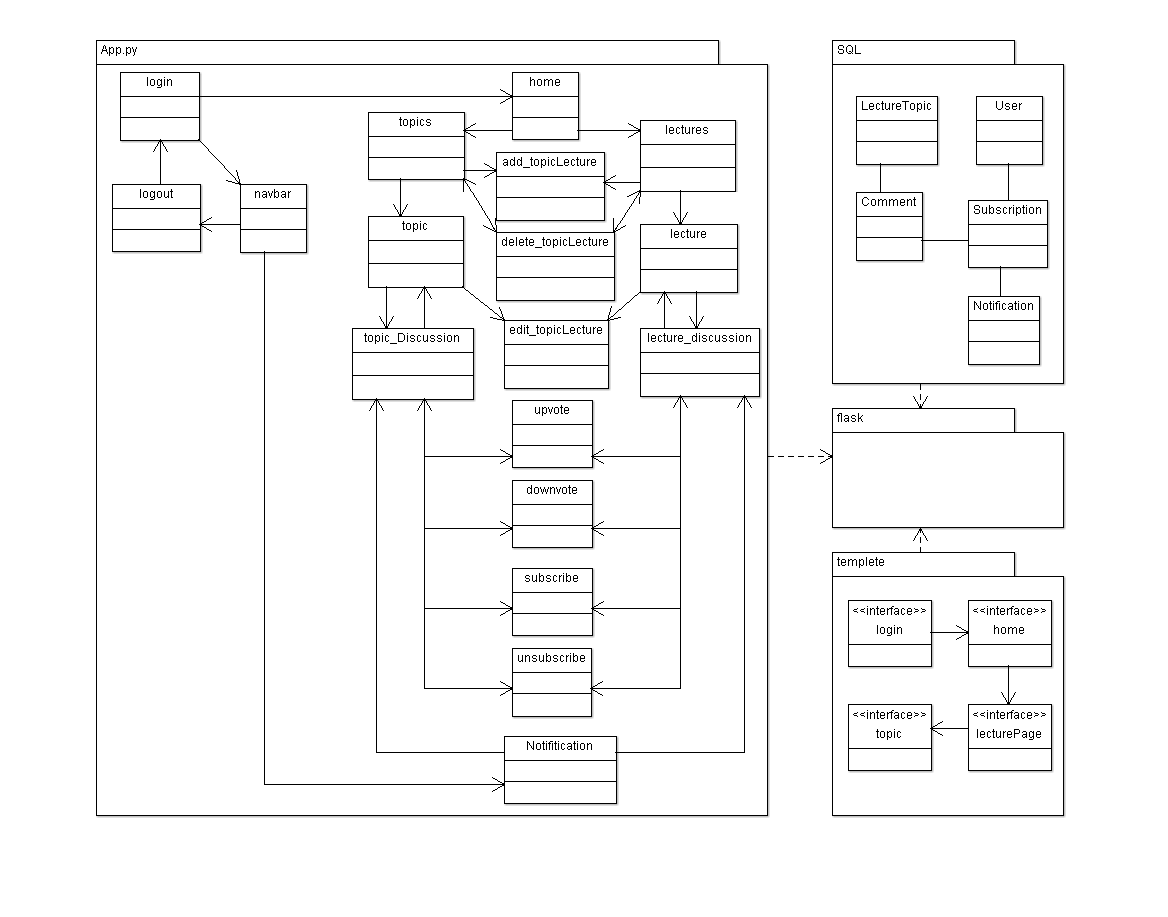 App.py
login
home
topics
lectures
add_topicLecture
logout
navbar
topic
delete_topicLecture
lecture
topic_Discussion
edit_topicLecture
lecture_discussion
upvote
downvote
subscribe
unsubscribe
Notifitication
SQL
LectureTopic
User
Comment
Subscription
Notification
flask
templete
<<interface>>
login
<<interface>>
home
<<interface>>
topic
<<interface>>
lecturePage